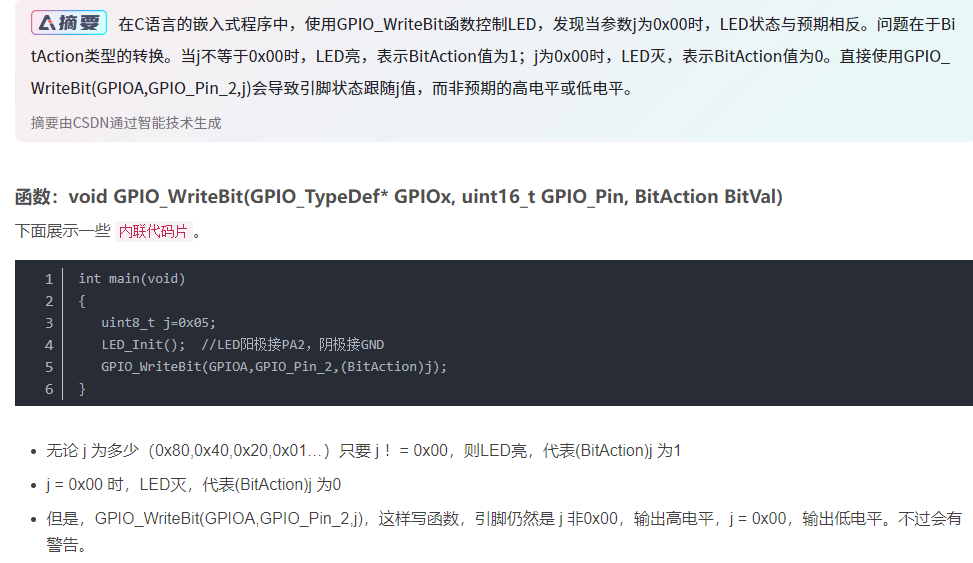 摘要 在C语言的嵌入式程序中，使用GPIO_WriteBit函数控制LED，发现当参数j为0x00时，LED状态与预期相反。问题在于Bi
tAction类型的转换。当j不等于0x00时，LED亮，表示BitAction值为1；j为0x00时，LED灭，表示BitAction值为0。直接使用GPIO_
WriteBit(GPIOA,GPIO_Pin_2,j)会导致引脚状态跟随j值，而非预期的高电平或低电平。
摘要由CSDN通过智能技术生成
函数：void GPIO_WriteBit(GPIO_TypeDef* GPIOx, uint16_t GPIO_Pin, BitAction BitVal)
下面展示一些 内联代码片 。
1 int main(void)
2 {
3 uint8_t j=0x05;
4 LED_Init(); //LED阳极接PA2，阴极接GND
5 GPIO_WriteBit(GPIOA,GPIO_Pin_2,(BitAction)j);
6 }
• 无论 j 为多少（0x80,0x40,0x20,0x01…）只要 j ！= 0x00，则LED亮，代表(BitAction)j 为1
• j = 0x00 时，LED灭，代表(BitAction)j 为0
• 但是，GPIO_WriteBit(GPIOA,GPIO_Pin_2,j)，这样写函数，引脚仍然是 j 非0x00，输出高电平，j = 0x00，输出低电平。不过会有
警告。